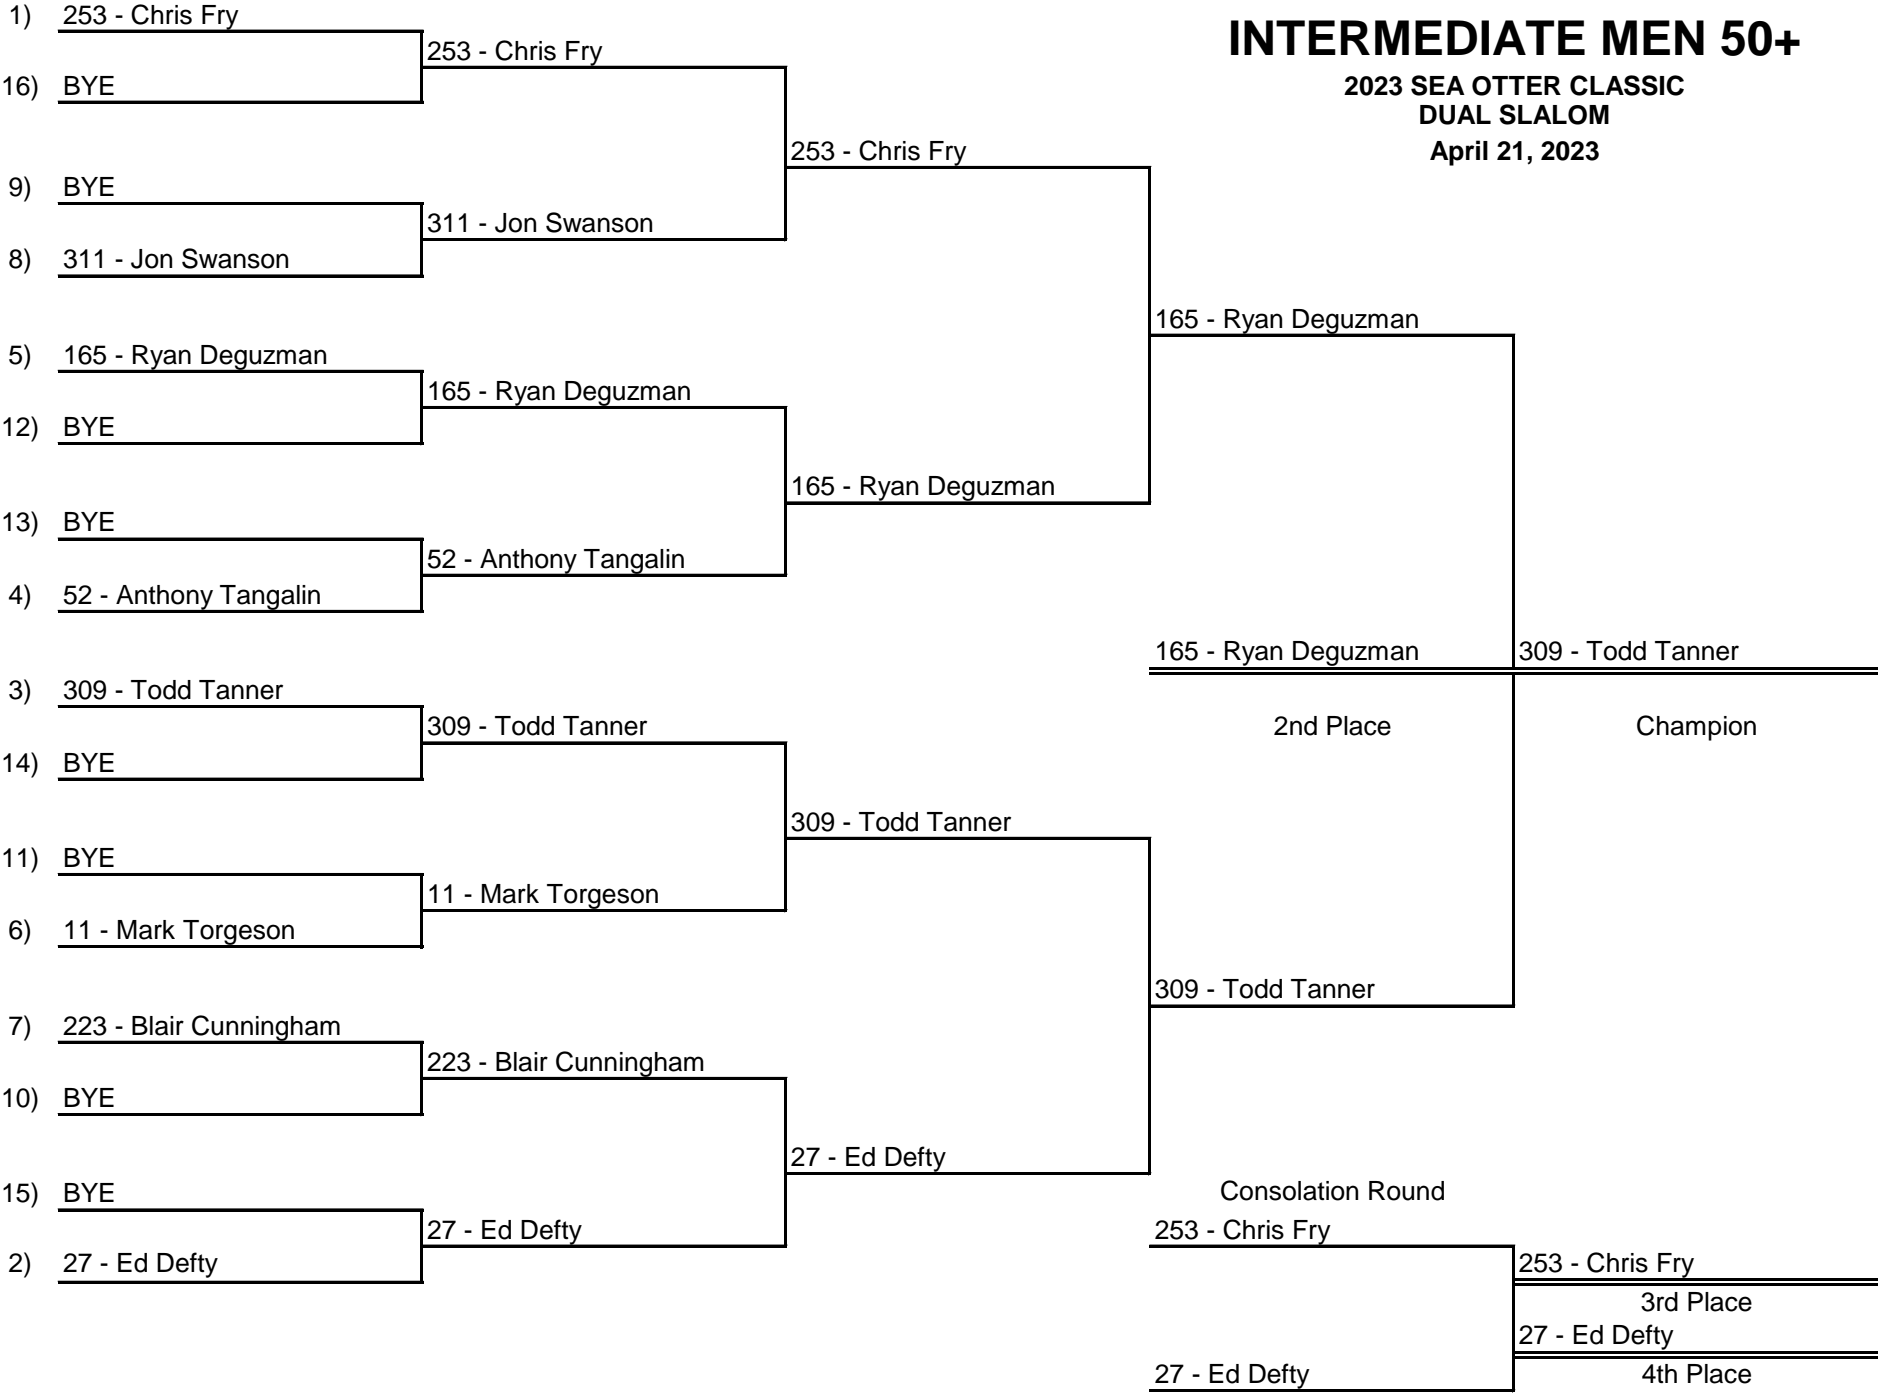 INTERMEDIATE MEN 50+
2023 SEA OTTER CLASSIC
DUAL SLALOM
April 21, 2023
1) 253 - Chris Fry
16) BYE
9) BYE
8) 311 - Jon Swanson
5) 165 - Ryan Deguzman
12) BYE
13) BYE
4) 52 - Anthony Tangalin
3) 309 - Todd Tanner
14) BYE
11) BYE
6) 11 - Mark Torgeson
7) 223 - Blair Cunningham
10) BYE
15) BYE
2) 27 - Ed Defty
253 - Chris Fry
311 - Jon Swanson
165 - Ryan Deguzman
52 - Anthony Tangalin
309 - Todd Tanner
11 - Mark Torgeson
223 - Blair Cunningham
27 - Ed Defty
253 - Chris Fry
165 - Ryan Deguzman
309 - Todd Tanner
27 - Ed Defty
165 - Ryan Deguzman
309 - Todd Tanner
165 - Ryan Deguzman
2nd Place
309 - Todd Tanner
Champion
Consolation Round
253 - Chris Fry
27 - Ed Defty
253 - Chris Fry
3rd Place
27 - Ed Defty
4th Place